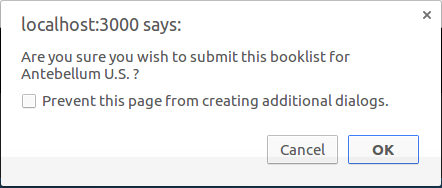 localhost:3000 says:
Are you sure you wish to submit this booklist for
Antebellum U.S. ?
Prevent this page from creating additional dialogs.
Cancel OK